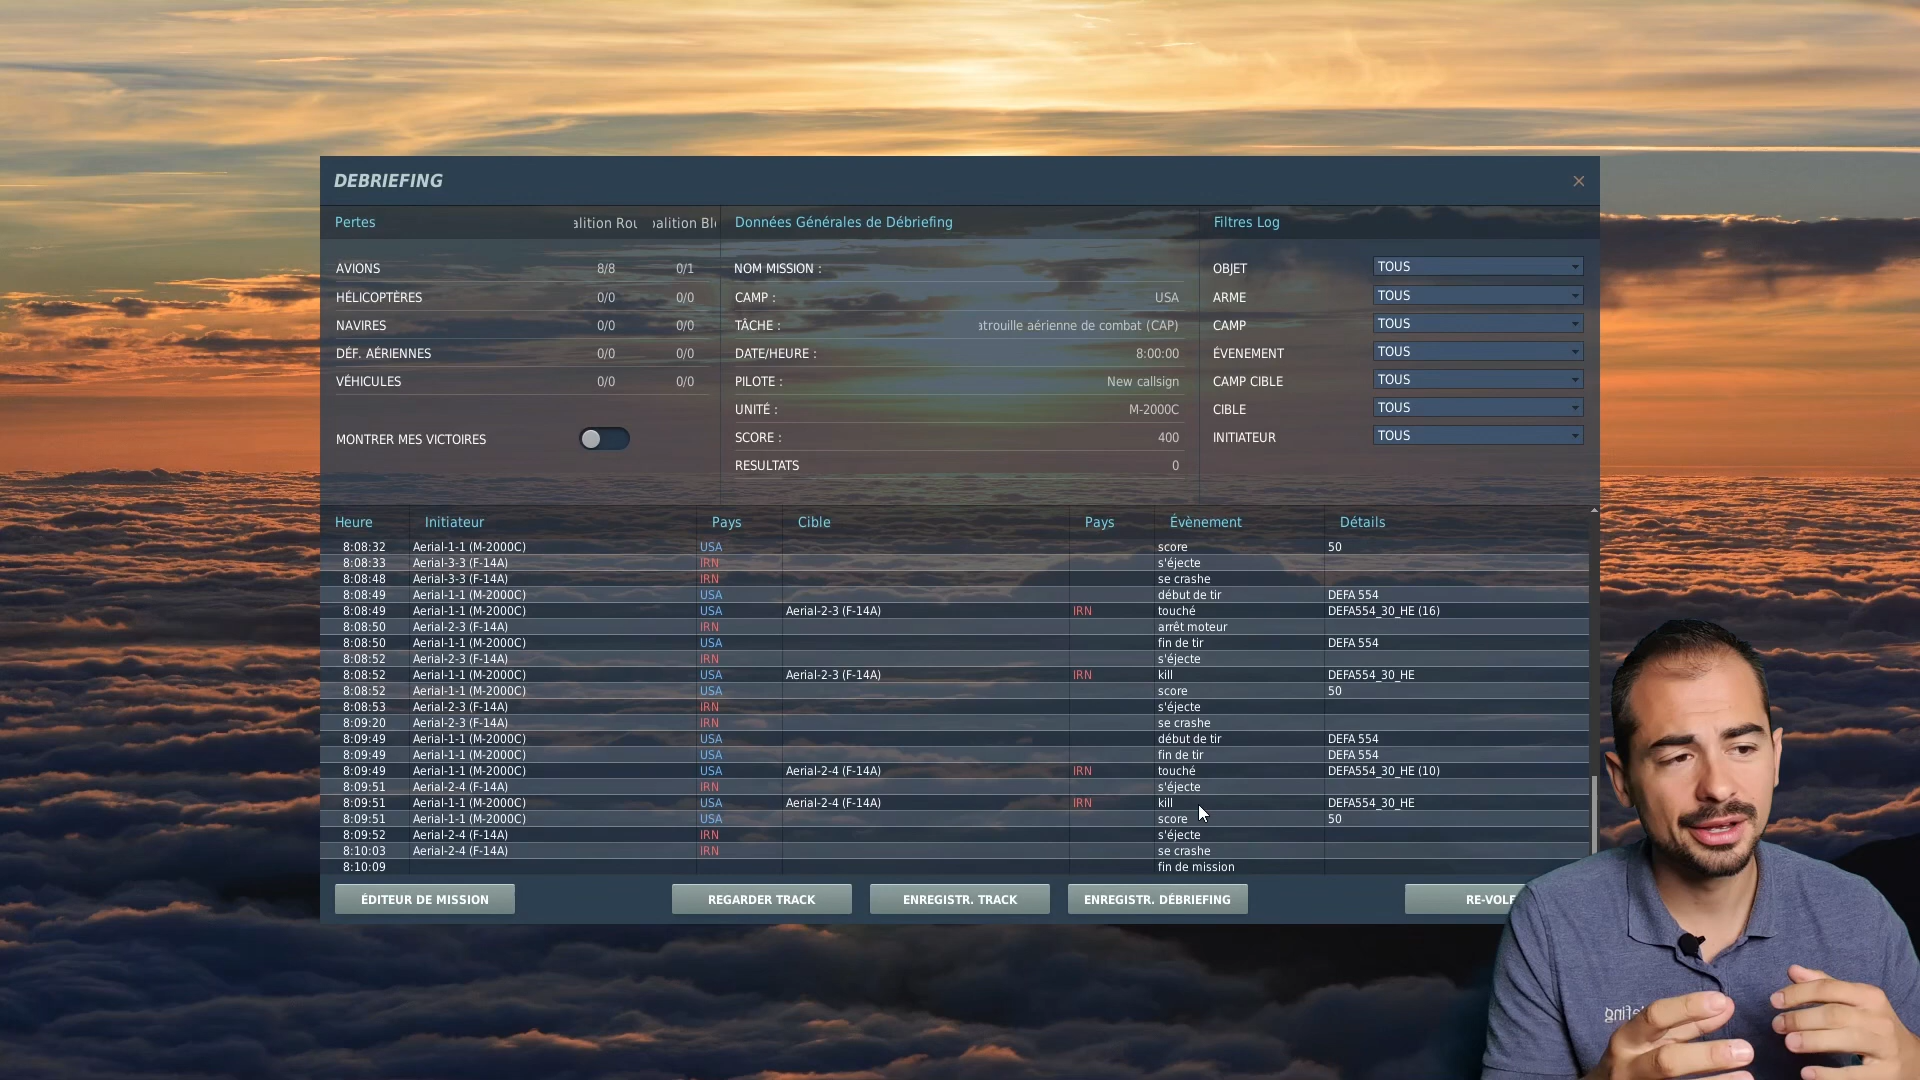 DEBRIEFING
Pertes alition Rou alition Bl Données Générales de Débriefing Filtres Log
AVIONS 8/8 0/1 NOM MISSION : OBJET TOUS
HÉLICOPTÈRES 0/0 0/0 CAMP : USA ARME TOUS
NAVIRES 0/0 0/0 TÂCHE : atrouille aérienne de combat (CAP) CAMP TOUS
DÉF. AÉRIENNES 0/0 0/0 DATE/HEURE : 8:00:00 ÉVENEMENT TOUS
VÉHICULES 0/0 0/0 PILOTE : New callsign CAMP CIBLE TOUS
UNITÉ : M-2000C CIBLE TOUS
MONTRER MES VICTOIRES SCORE : 400 INITIATEUR TOUS
RESULTATS 0
Heure Initiateur Pays Cible Pays Évènement Détails
8:08:32 Aerial-1-1 (M-2000C) USA score 50
8:08:33 Aerial-3-3 (F-14A) IRN s'éjecte
8:08:48 Aerial-3-3 (F-14A) IRN se crashe
8:08:49 Aerial-1-1 (M-2000C) USA début de tir DEFA 554
8:08:49 Aerial-1-1 (M-2000C) USA Aerial-2-3 (F-14A) IRN touché DEFA554_30_HE (16)
8:08:50 Aerial-2-3 (F-14A) IRN arrêt moteur
8:08:50 Aerial-1-1 (M-2000C) USA fin de tir DEFA 554
8:08:52 Aerial-2-3 (F-14A) IRN s'éjecte
8:08:52 Aerial-1-1 (M-2000C) USA Aerial-2-3 (F-14A) IRN kill DEFA554_30_HE
8:08:52 Aerial-1-1 (M-2000C) USA score 50
8:08:53 Aerial-2-3 (F-14A) IRN s'éjecte
8:09:20 Aerial-2-3 (F-14A) IRN se crashe
8:09:49 Aerial-1-1 (M-2000C) USA début de tir DEFA 554
8:09:49 Aerial-1-1 (M-2000C) USA fin de tir DEFA 554
8:09:49 Aerial-1-1 (M-2000C) USA Aerial-2-4 (F-14A) IRN touché DEFA554_30_HE (10)
8:09:51 Aerial-2-4 (F-14A) IRN s'éjecte
8:09:51 Aerial-1-1 (M-2000C) USA Aerial-2-4 (F-14A) IRN kill DEFA554_30_HE
8:09:51 Aerial-1-1 (M-2000C) USA score 50
8:09:52 Aerial-2-4 (F-14A) IRN s'éjecte
8:10:03 Aerial-2-4 (F-14A) IRN se crashe
8:10:09 fin de mission
ÉDITEUR DE MISSION REGARDER TRACK ENREGISTR. TRACK ENREGISTR. DÉBRIEFING RE-VOLE